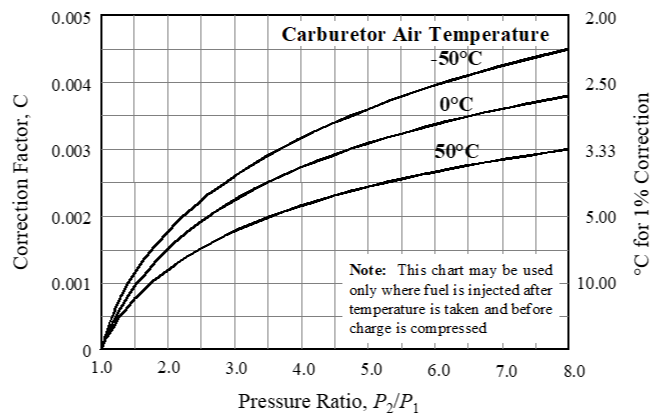 0.005
0.004
0.003
0.002
0.001
0
Correction Factor, C
Carburetor Air Temperature
-50°C
0°C
50°C
Note: This chart may be used
only where fuel is injected after
temperature is taken and before
charge is compressed
2.00
2.50
3.33
5.00
10.00
°C for 1% Correction
1.0 2.0 3.0 4.0 5.0 6.0 7.0 8.0
Pressure Ratio, P2/P1